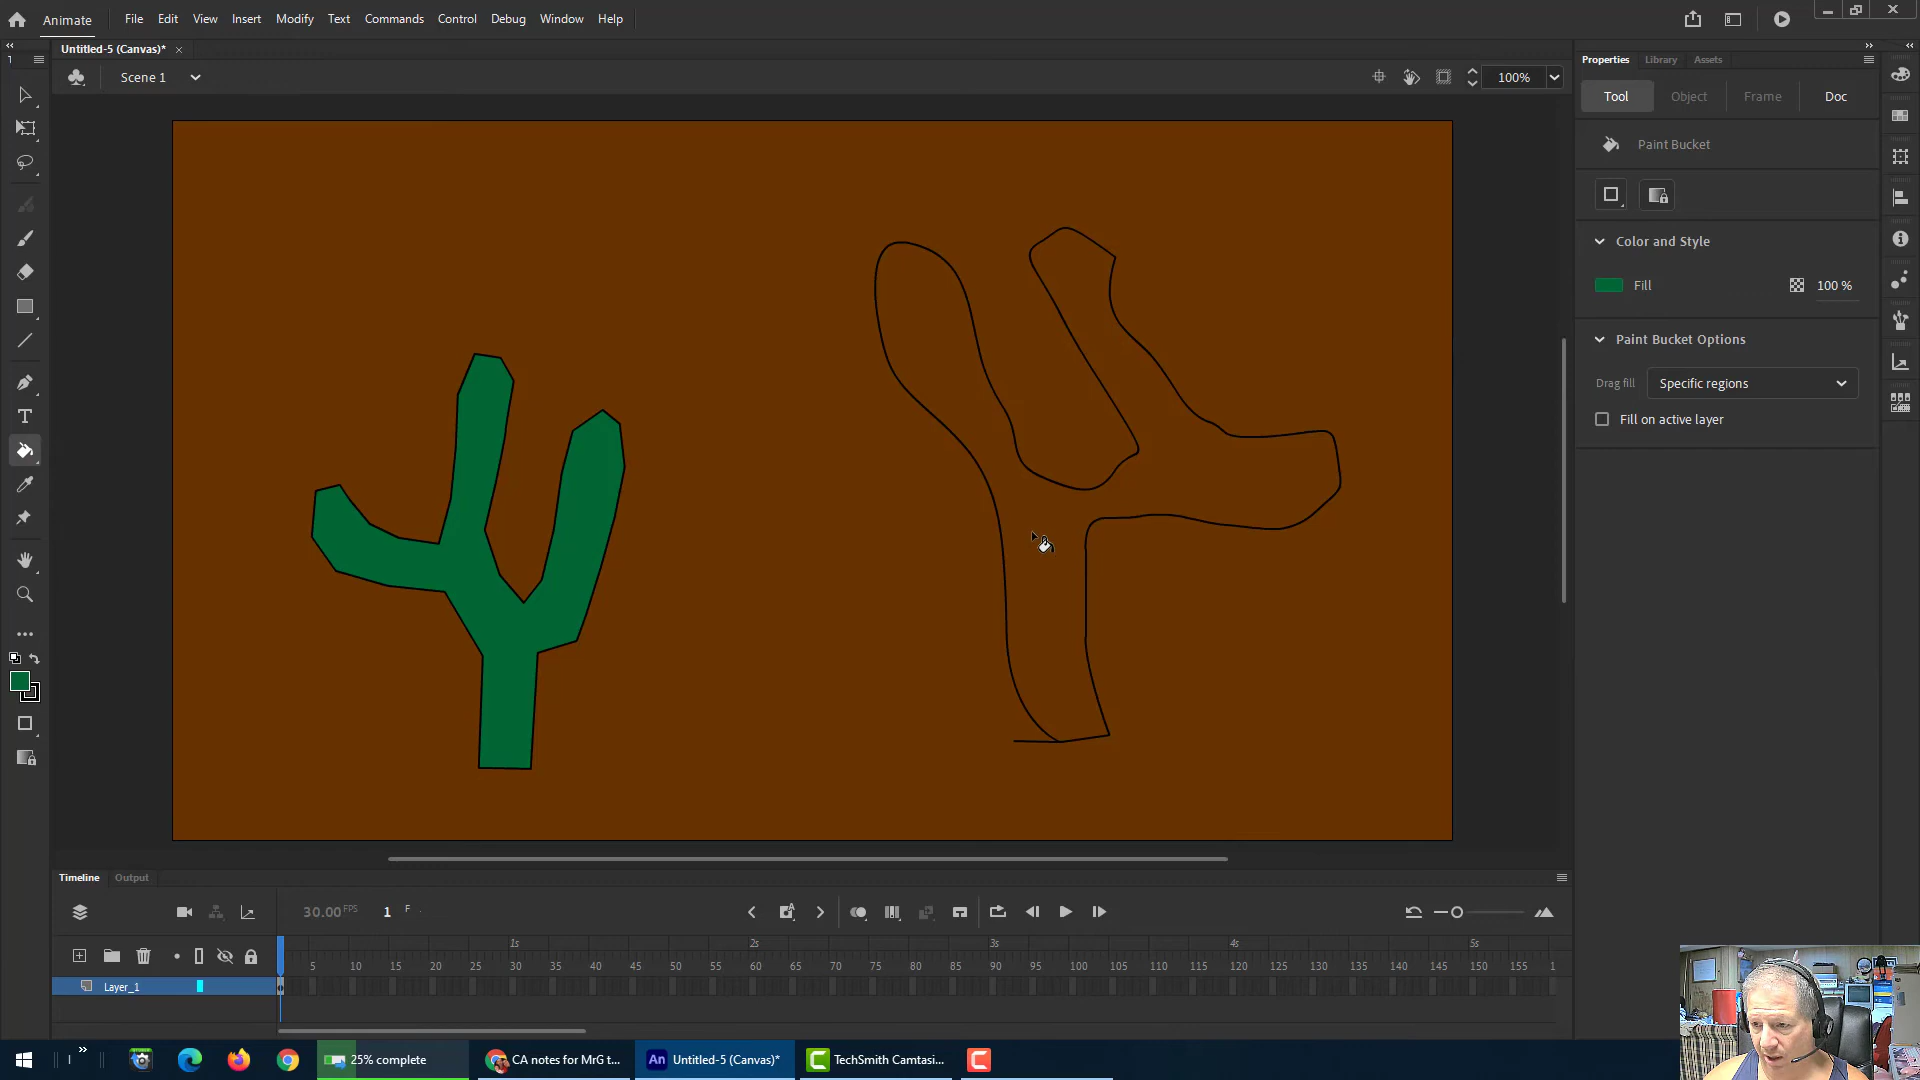 Animate File Edit View Insert Modify Text Commands Control Debug Window Help
Untitled-5 (Canvas)*
Scene 1
100%
Properties Library Assets
Tool Object Frame Doc
Paint Bucket
Color and Style
Fill 100 %
Paint Bucket Options
Drag fill Specific regions
Fill on active layer
Timeline Output
30.00 FPS 1 F
1s 2s 3s 4s 5s
5 10 15 20 25 30 35 40 45 50 55 60 65 70 75 80 85 90 95 100 105 110 115 120 125 130 135 140 145 150 155 1
Layer_1
25% complete
CA notes for MrG t...
An Untitled-5 (Canvas)*
TechSmith Camtasi...